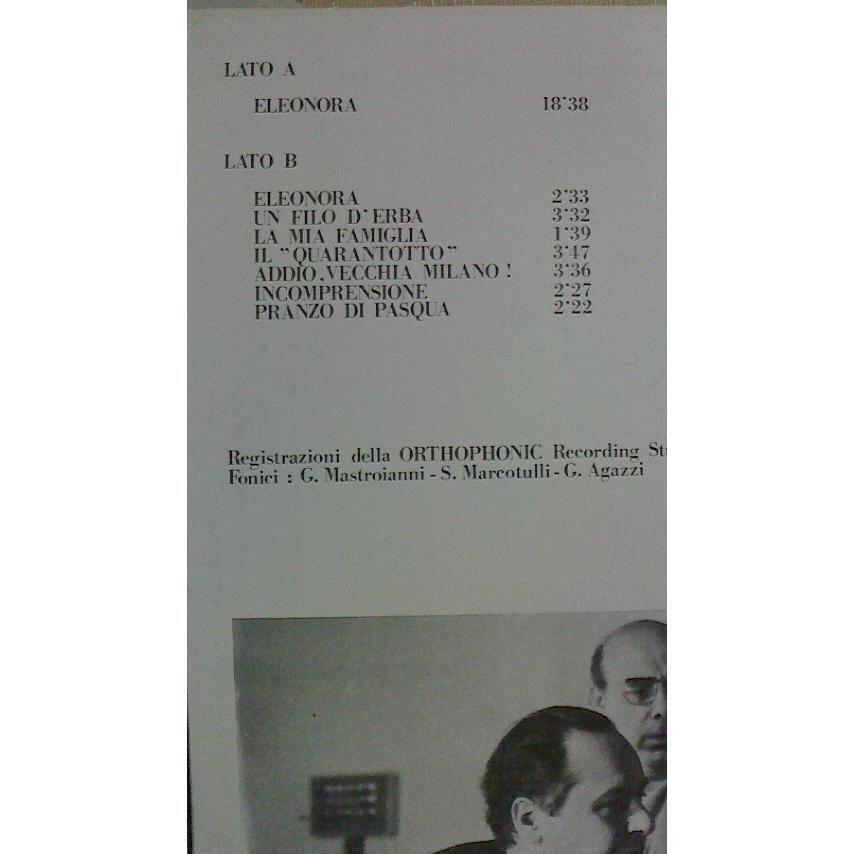 LATO A
ELEONORA 18'38
LATO B
ELEONORA 2'33
UN FILO D'ERBA 3'32
LA MIA FAMIGLIA 1'39
IL "QUARANTOTTO" 3'47
ADDIO, VECCHIA MILANO ! 3'36
INCOMPRENSIONE 2'27
PRANZO DI PASQUA 2'22
Registrazioni della ORTHOPHONIC Recording
Fonici : G. Mastroianni - S. Marcotulli - G. Agazzi